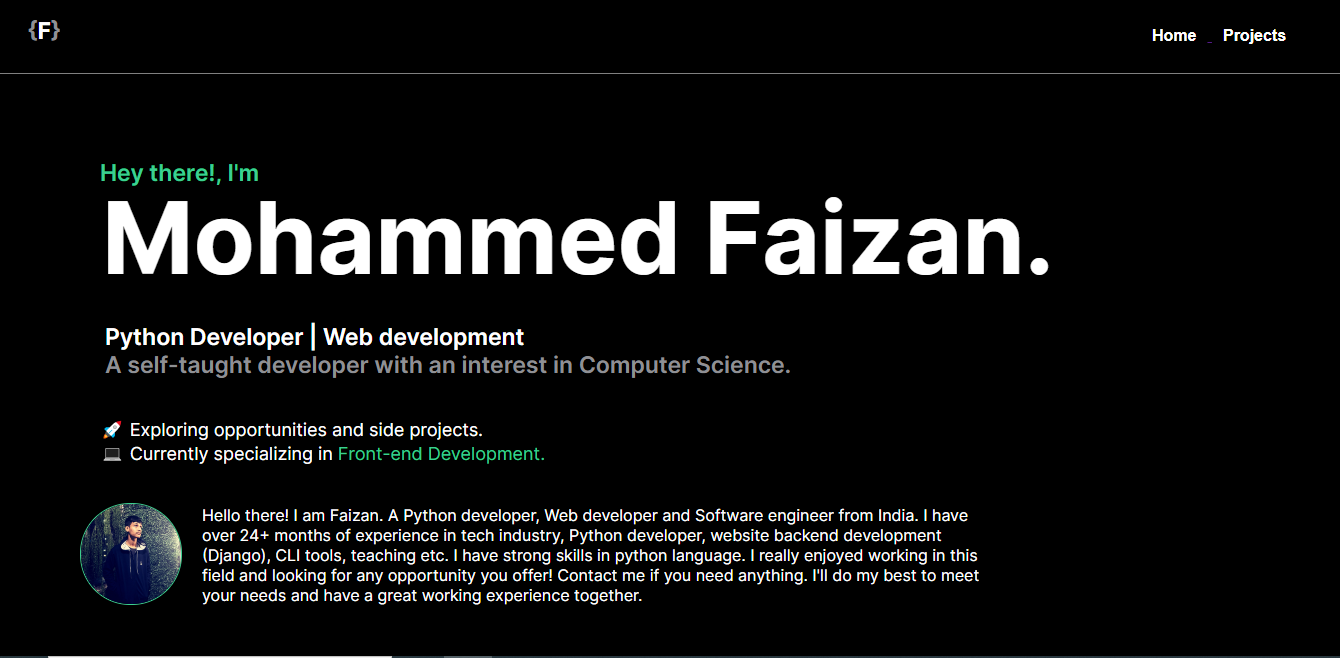 {F}
Home Projects
Hey there!, I'm
Mohammed Faizan.
Python Developer | Web development
A self-taught developer with an interest in Computer Science.
🚀 Exploring opportunities and side projects.
💻 Currently specializing in Front-end Development.
Hello there! I am Faizan. A Python developer, Web developer and Software engineer from India. I have
over 24+ months of experience in tech industry, Python developer, website backend development
(Django), CLI tools, teaching etc. I have strong skills in python language. I really enjoyed working in this
field and looking for any opportunity you offer! Contact me if you need anything. I'll do my best to meet
your needs and have a great working experience together.